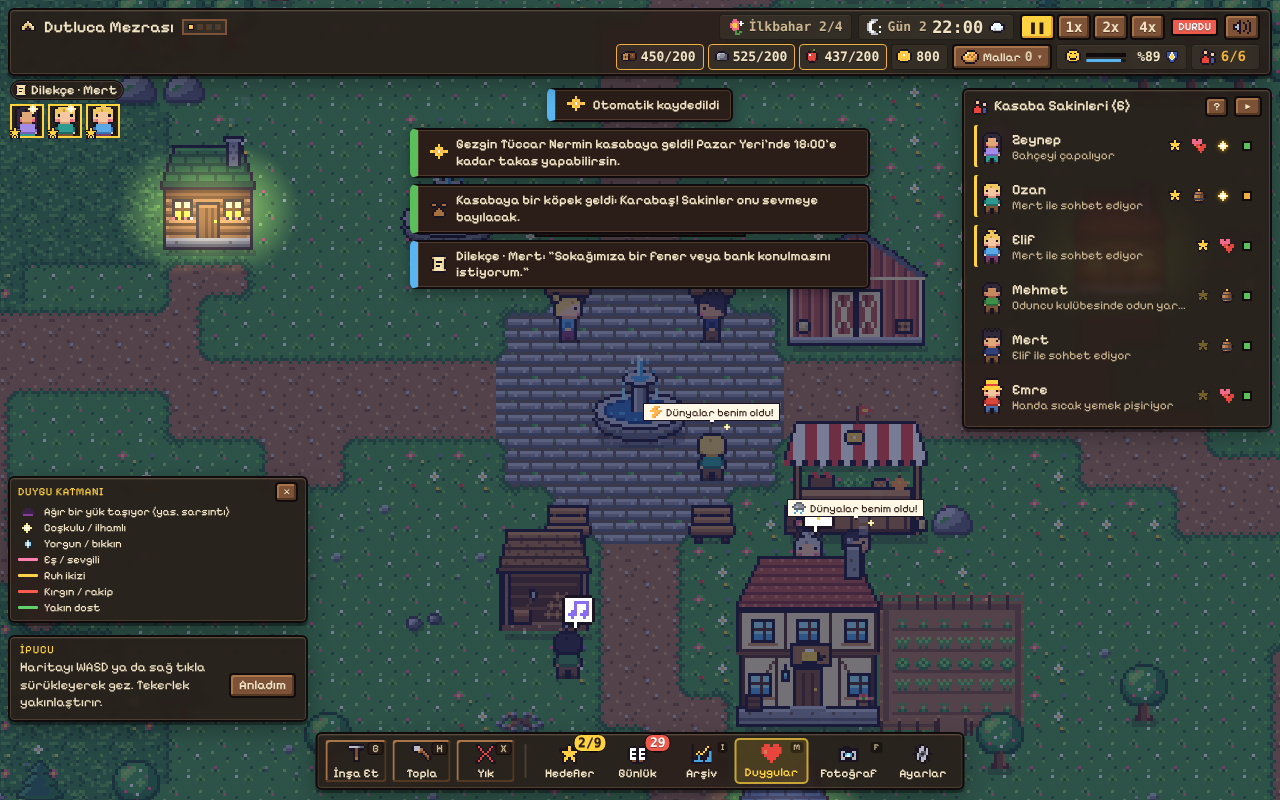 Dutluca Mezrası
İlkbahar 2/4
Gün 2 22:00
1x
2x
4x
DURDU
450/200
525/200
437/200
800
Mallar 0
%89
6/6
Dilekçe · Mert
Otomatik kaydedildi
Gezgin Tüccar Nermin kasabaya geldi! Pazar Yeri'nde 18:00'e
kadar takas yapabilirsin.
Kasabaya bir köpek geldi: Karabaş! Sakinler onu sevmeye
bayılacak.
Dilekçe · Mert: "Sokağımıza bir fener veya bank konulmasını
istiyorum."
Kasaba Sakinleri (6)
?
Zeynep
Bahçeyi çapalıyor
Ozan
Mert ile sohbet ediyor
Elif
Mert ile sohbet ediyor
Mehmet
Oduncu kulübesinde odun yar...
Mert
Elif ile sohbet ediyor
Emre
Handa sıcak yemek pişiriyor
Dünyalar benim oldu!
Dünyalar benim oldu!
DUYGU KATMANI
Ağır bir yük taşıyor (yas, sarsıntı)
Coşkulu / ilhamlı
Yorgun / bıkkın
Eş / sevgili
Ruh ikizi
Kırgın / rakip
Yakın dost
İPUCU
Haritayı WASD ya da sağ tıkla
sürükleyerek gez. Tekerlek
yakınlaştırır.
Anladım
İnşa Et
B
Topla
H
Yık
X
Hedefler
2/9
Günlük
29
Arşiv
I
Duygular
M
Fotoğraf
F
Ayarlar